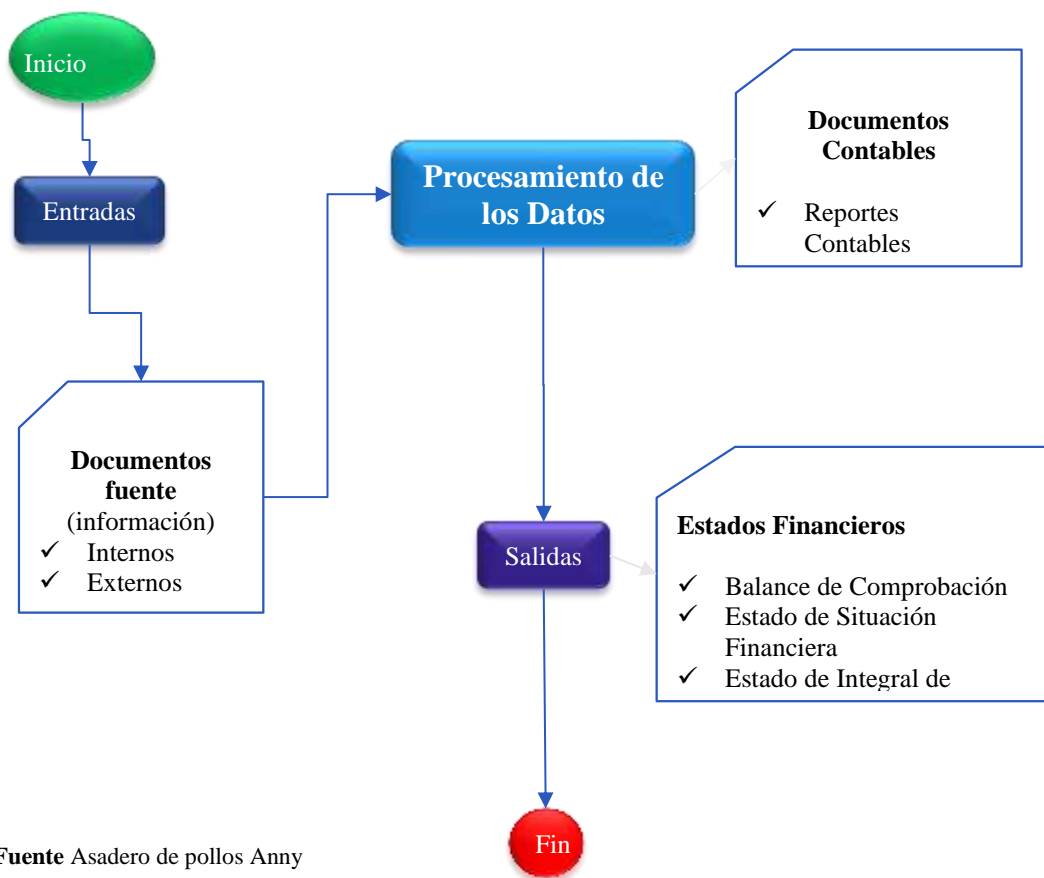 Inicio
Entradas
Documentos
fuente
(información)
✓ Internos
✓ Externos
Procesamiento de
los Datos
Documentos
Contables
✓ Reportes
Contables
Salidas
Estados Financieros
✓ Balance de Comprobación
✓ Estado de Situación
Financiera
✓ Estado de Integral de
Fin
Fuente Asadero de pollos Anny